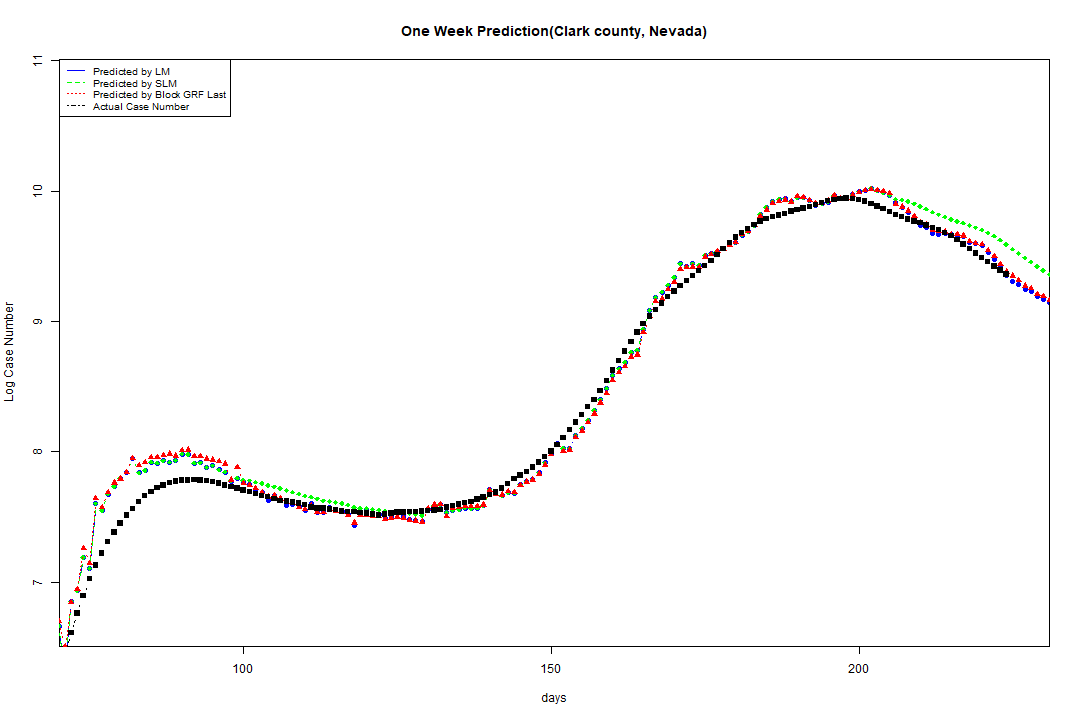 One Week Prediction(Clark county, Nevada)
Predicted by LM
Predicted by SLM
Predicted by Block GRF Last
Actual Case Number
11
10
9
8
7
Log Case Number
100
150
200
days